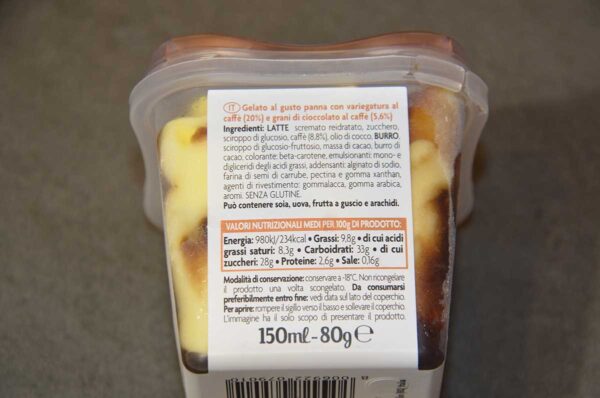 IT Gelato al gusto panna con variegatura al
caffè (20%) e grani di cioccolato al caffè (5,6%)
Ingredienti: LATTE scremato reidratato, zucchero,
sciroppo di glucosio, caffè (8,8%), olio di cocco, BURRO,
sciroppo di glucosio-fruttosio, massa di cacao, burro di
cacao, colorante: beta-carotene, emulsionanti: mono- e
digliceridi degli acidi grassi, addensanti: alginato di sodio,
farina di semi di carrube, pectina e gomma xanthan,
agenti di rivestimento: gommalacca, gomma arabica,
aromi. SENZA GLUTINE.
Può contenere soia, uova, frutta a guscio e arachidi.
VALORI NUTRIZIONALI MEDI PER 100g DI PRODOTTO:
Energia: 980kJ/234kcal • Grassi: 9,8g • di cui acidi
grassi saturi: 8,3g • Carboidrati: 33g • di cui
zuccheri: 28g • Proteine: 2,6g • Sale: 0,16g
Modalità di conservazione: conservare a -18°C. Non ricongelare
il prodotto una volta scongelato. Da consumarsi
preferibilmente entro fine: vedi data sul lato del coperchio.
Per aprire: rompere il sigillo verso il basso e sollevare il coperchio.
L'immagine ha il solo scopo di presentare il prodotto.
150ml-80g℮